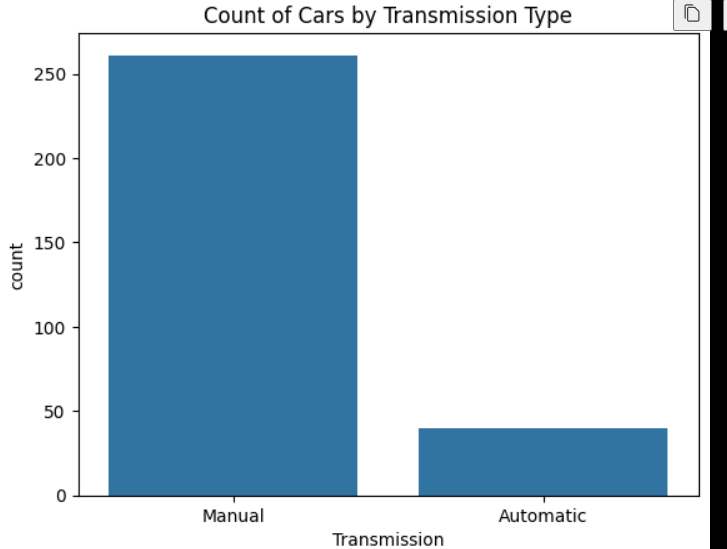 Count of Cars by Transmission Type
250
200
150
100
50
0
count
Manual
Automatic
Transmission